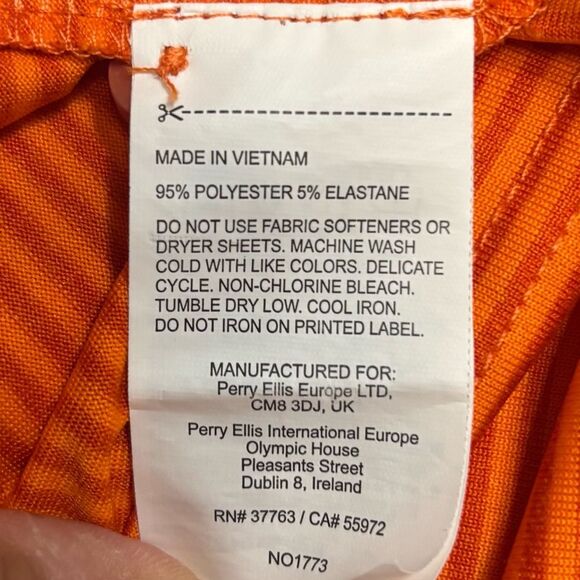 MADE IN VIETNAM
95% POLYESTER 5% ELASTANE
DO NOT USE FABRIC SOFTENERS OR
DRYER SHEETS. MACHINE WASH
COLD WITH LIKE COLORS. DELICATE
CYCLE. NON-CHLORINE BLEACH.
TUMBLE DRY LOW. COOL IRON.
DO NOT IRON ON PRINTED LABEL.
MANUFACTURED FOR:
Perry Ellis Europe LTD,
CM8 3DJ, UK
Perry Ellis International Europe
Olympic House
Pleasants Street
Dublin 8, Ireland
RN# 37763 / CA# 55972
NO1773